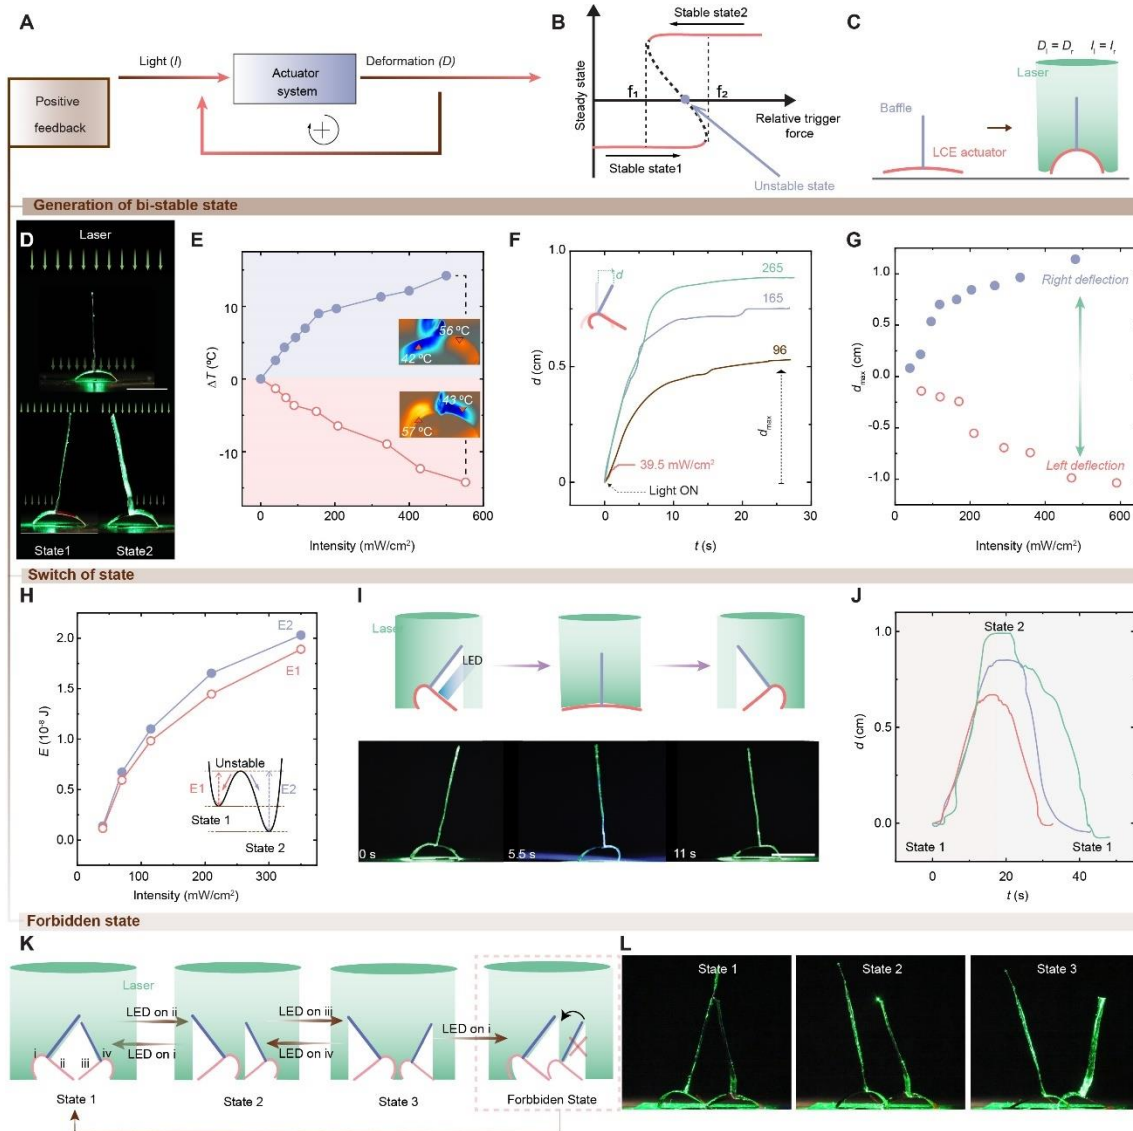 A
Light (I)
Actuator
system
Deformation (D)
Positive
feedback
B
Stable state2
Steady state
f₁
f₂
Relative trigger
force
Stable state1
Unstable state
C
Dₗ = Dᵣ Iₗ = Iᵣ
Laser
Baffle
LCE actuator
Generation of bi-stable state
D
Laser
State1
State2
E
ΔT (ºC)
10
0
-10
56 ºC
42 ºC
43 ºC
57 ºC
0
200
400
600
Intensity (mW/cm²)
F
d (cm)
1.0
0.5
0
d
265
165
96
dmax
39.5 mW/cm²
Light ON
0
10
20
30
t (s)
G
dmax (cm)
1.0
0.5
0.0
-0.5
-1.0
Right deflection
Left deflection
0
200
400
600
Intensity (mW/cm²)
Switch of state
H
E (10⁻⁸ J)
2.0
1.5
1.0
0.5
0.0
E2
E1
Unstable
E1
E2
State 1
State 2
0
100
200
300
Intensity (mW/cm²)
I
Laser
LED
0 s
5.5 s
11 s
J
d (cm)
1.0
0.5
0.0
State 2
State 1
State 1
0
20
40
t (s)
Forbidden state
K
Laser
LED on ii
LED on i
LED on iii
LED on iv
LED on i
i
ii
iii
iv
State 1
State 2
State 3
Forbbiden State
L
State 1
State 2
State 3